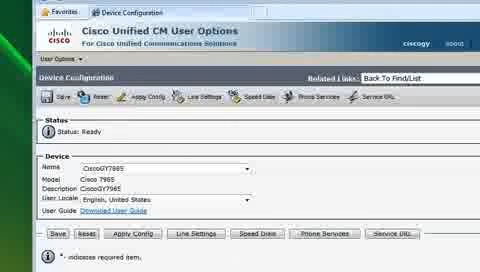 Favorites Device Configuration
Cisco Unified CM User Options
CISCO For Cisco Unified Communications Solutions
ciscogy about
User Options
Device Configuration Related Links: Back To Find/List
Save Reset Apply Config Line Settings Speed Dials Phone Services Service URL
Status
Status: Ready
Device
Name CiscoGY7965
Model Cisco 7965
Description CiscoGY7965
User Locale English, United States
User Guide Download User Guide
Save Reset Apply Config Line Settings Speed Dials Phone Services Service URL
*- indicates required item.